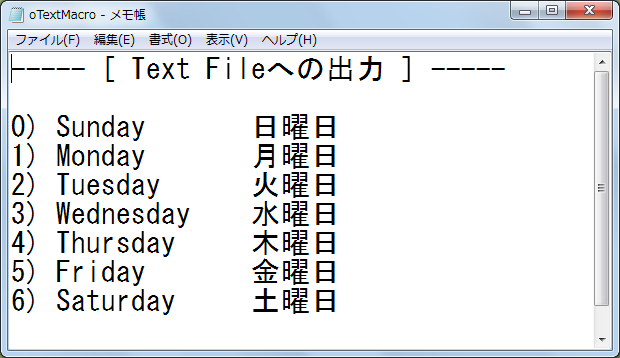 oTextMacro - メモ帳
ファイル(F) 編集(E) 書式(O) 表示(V) ヘルプ(H)
----- [ Text Fileへの出力 ] -----
0) Sunday 日曜日
1) Monday 月曜日
2) Tuesday 火曜日
3) Wednesday 水曜日
4) Thursday 木曜日
5) Friday 金曜日
6) Saturday 土曜日